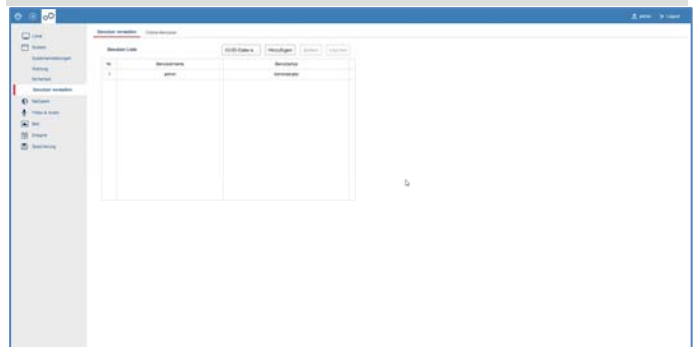 admin
Logout
Benutzer verwalten
Online-Benutzer
Lokal
System
Systemeinstellungen
Wartung
Sicherheit
Benutzer verwalten
Netzwerk
Video & Audio
Bild
Ereignis
Speicherung
Benutzer-Liste
Hinzufügen
Ändern
Löschen
Nr. Benutzername Benutzertyp
1 admin Administrator